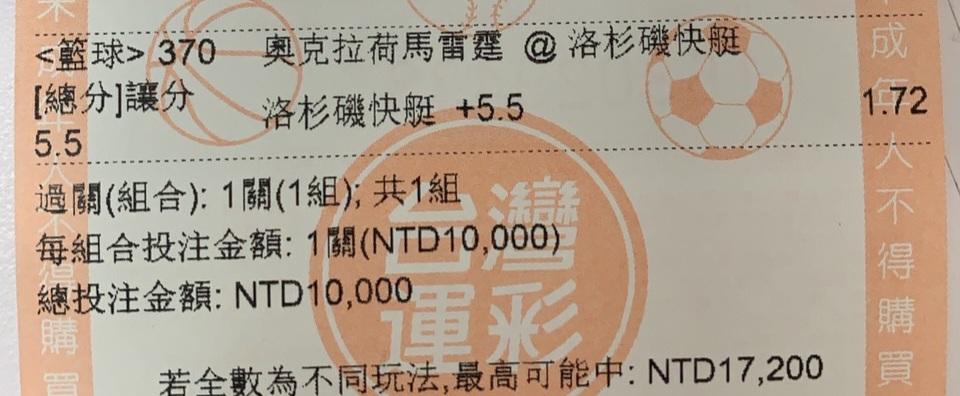 <籃球> 370 奧克拉荷馬雷霆 @ 洛杉磯快艇
[總分]讓分 洛杉磯快艇 +5.5 1.72
5.5
過關(組合): 1關(1組); 共1組
每組合投注金額: 1關(NTD10,000)
總投注金額: NTD10,000
若全數為不同玩法,最高可能中: NTD17,200
台灣
運彩
成年人不得購買